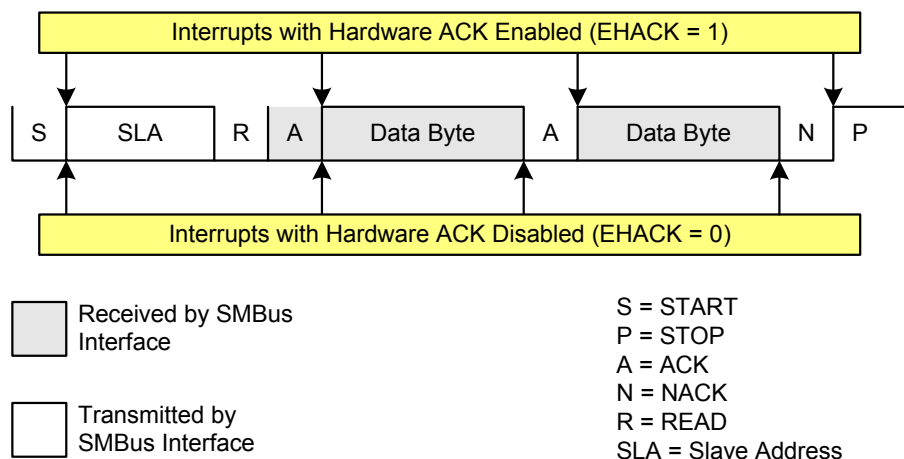 Interrupts with Hardware ACK Enabled (EHACK = 1)
S SLA R A Data Byte A Data Byte N P
Interrupts with Hardware ACK Disabled (EHACK = 0)
Received by SMBus
Interface
Transmitted by
SMBus Interface
S = START
P = STOP
A = ACK
N = NACK
R = READ
SLA = Slave Address